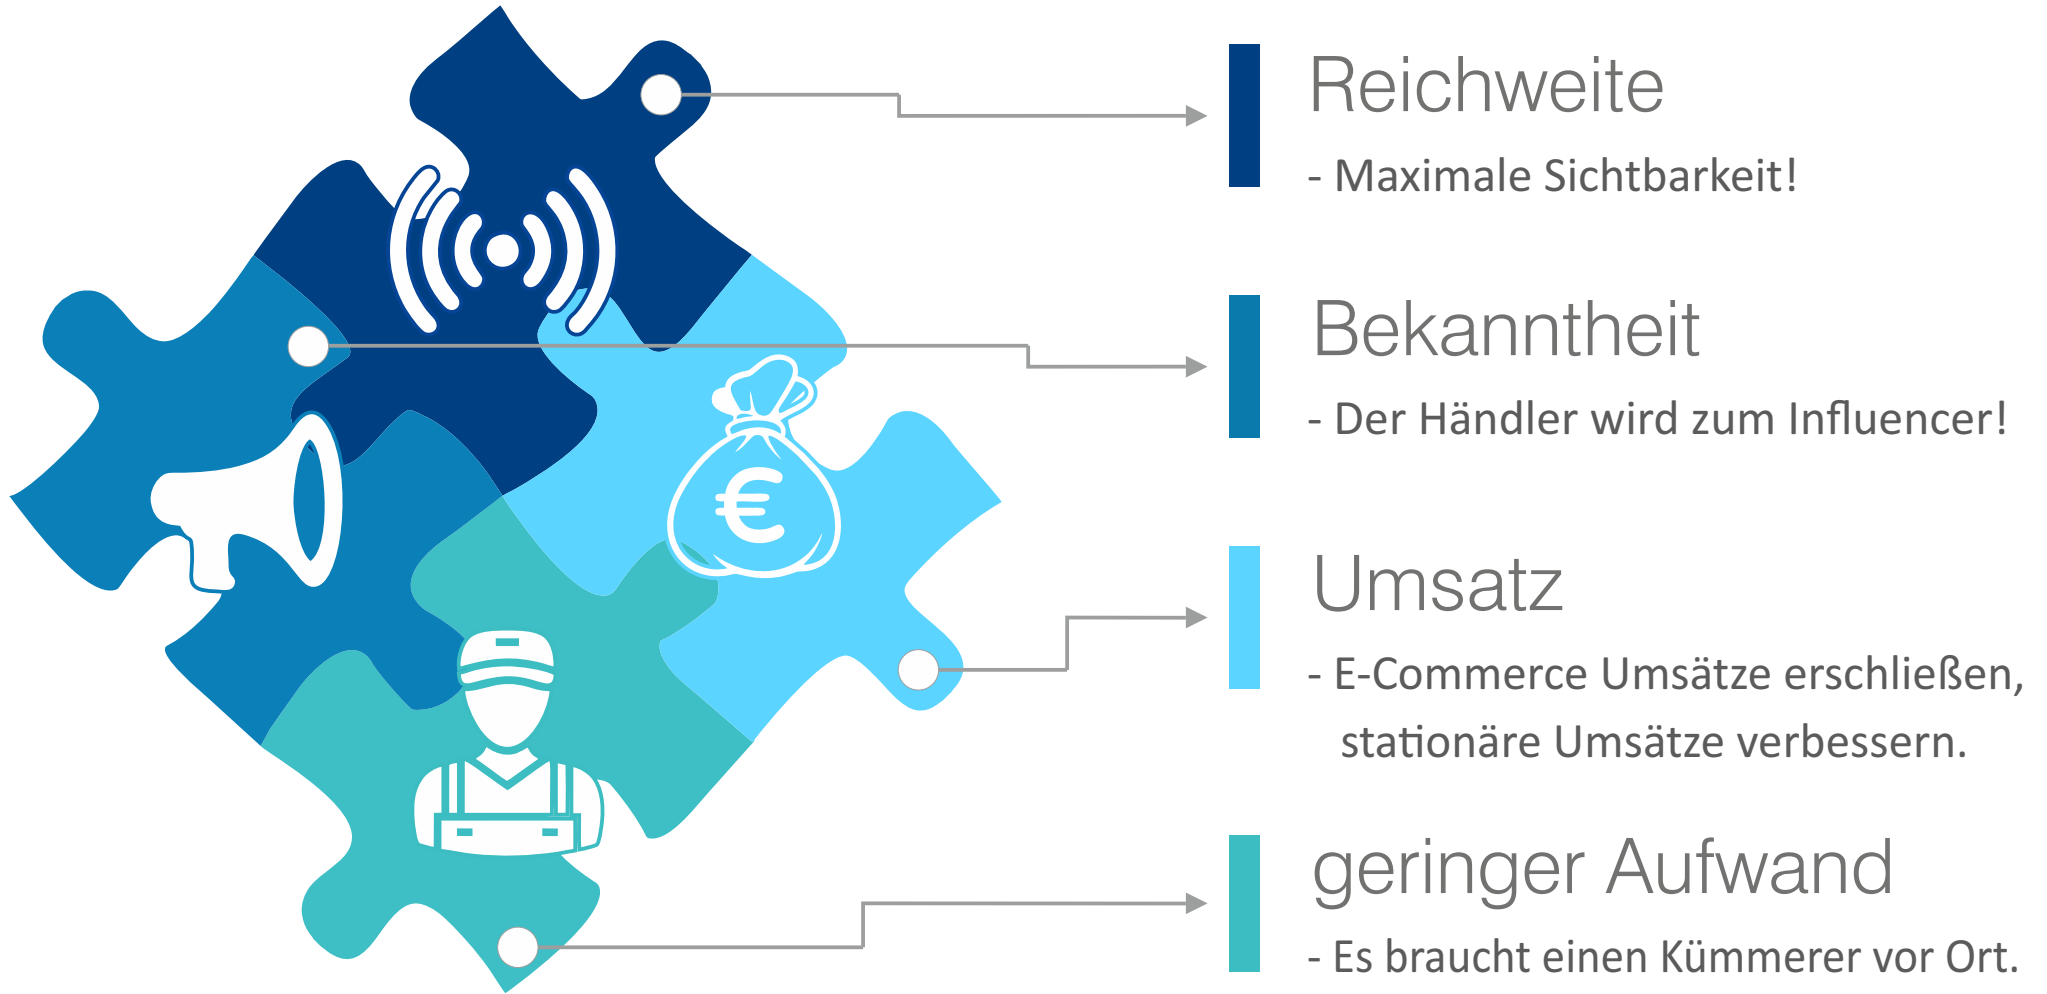 Reichweite
- Maximale Sichtbarkeit!
Bekanntheit
- Der Händler wird zum Influencer!
€
Umsatz
- E-Commerce Umsätze erschließen,
stationäre Umsätze verbessern.
geringer Aufwand
- Es braucht einen Kümmerer vor Ort.